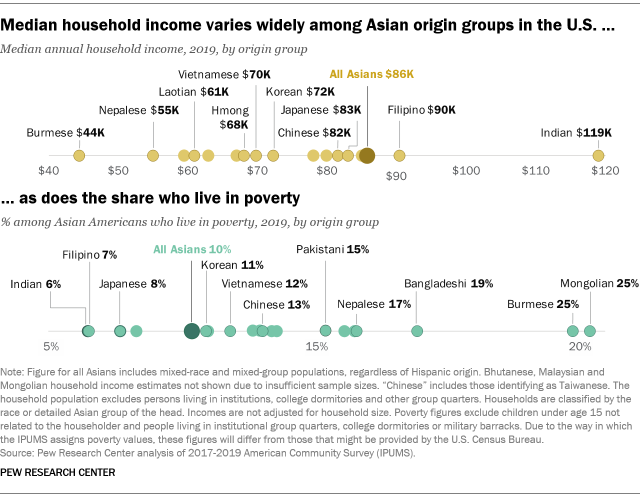 Median household income varies widely among Asian origin groups in the U.S. ...
Median annual household income, 2019, by origin group
Vietnamese $70K
All Asians $86K
Laotian $61K
Korean $72K
Nepalese $55K
Hmong
$68K
Japanese $83K
Filipino $90K
Burmese $44K
Chinese $82K
Indian $119K
$40
$50
$60
$70
$80
$90
$100
$110
$120
... as does the share who live in poverty
% among Asian Americans who live in poverty, 2019, by origin group
Filipino 7%
All Asians 10%
Pakistani 15%
Korean 11%
Indian 6%
Japanese 8%
Vietnamese 12%
Bangladeshi 19%
Mongolian 25%
Chinese 13%
Nepalese 17%
Burmese 25%
5%
15%
20%
Note: Figure for all Asians includes mixed-race and mixed-group populations, regardless of Hispanic origin. Bhutanese, Malaysian and
Mongolian household income estimates not shown due to insufficient sample sizes. “Chinese” includes those identifying as Taiwanese. The
household population excludes persons living in institutions, college dormitories and other group quarters. Households are classified by the
race or detailed Asian group of the head. Incomes are not adjusted for household size. Poverty figures exclude children under age 15 not
related to the householder and people living in institutional group quarters, college dormitories or military barracks. Due to the way in which
the IPUMS assigns poverty values, these figures will differ from those that might be provided by the U.S. Census Bureau.
Source: Pew Research Center analysis of 2017-2019 American Community Survey (IPUMS).
PEW RESEARCH CENTER